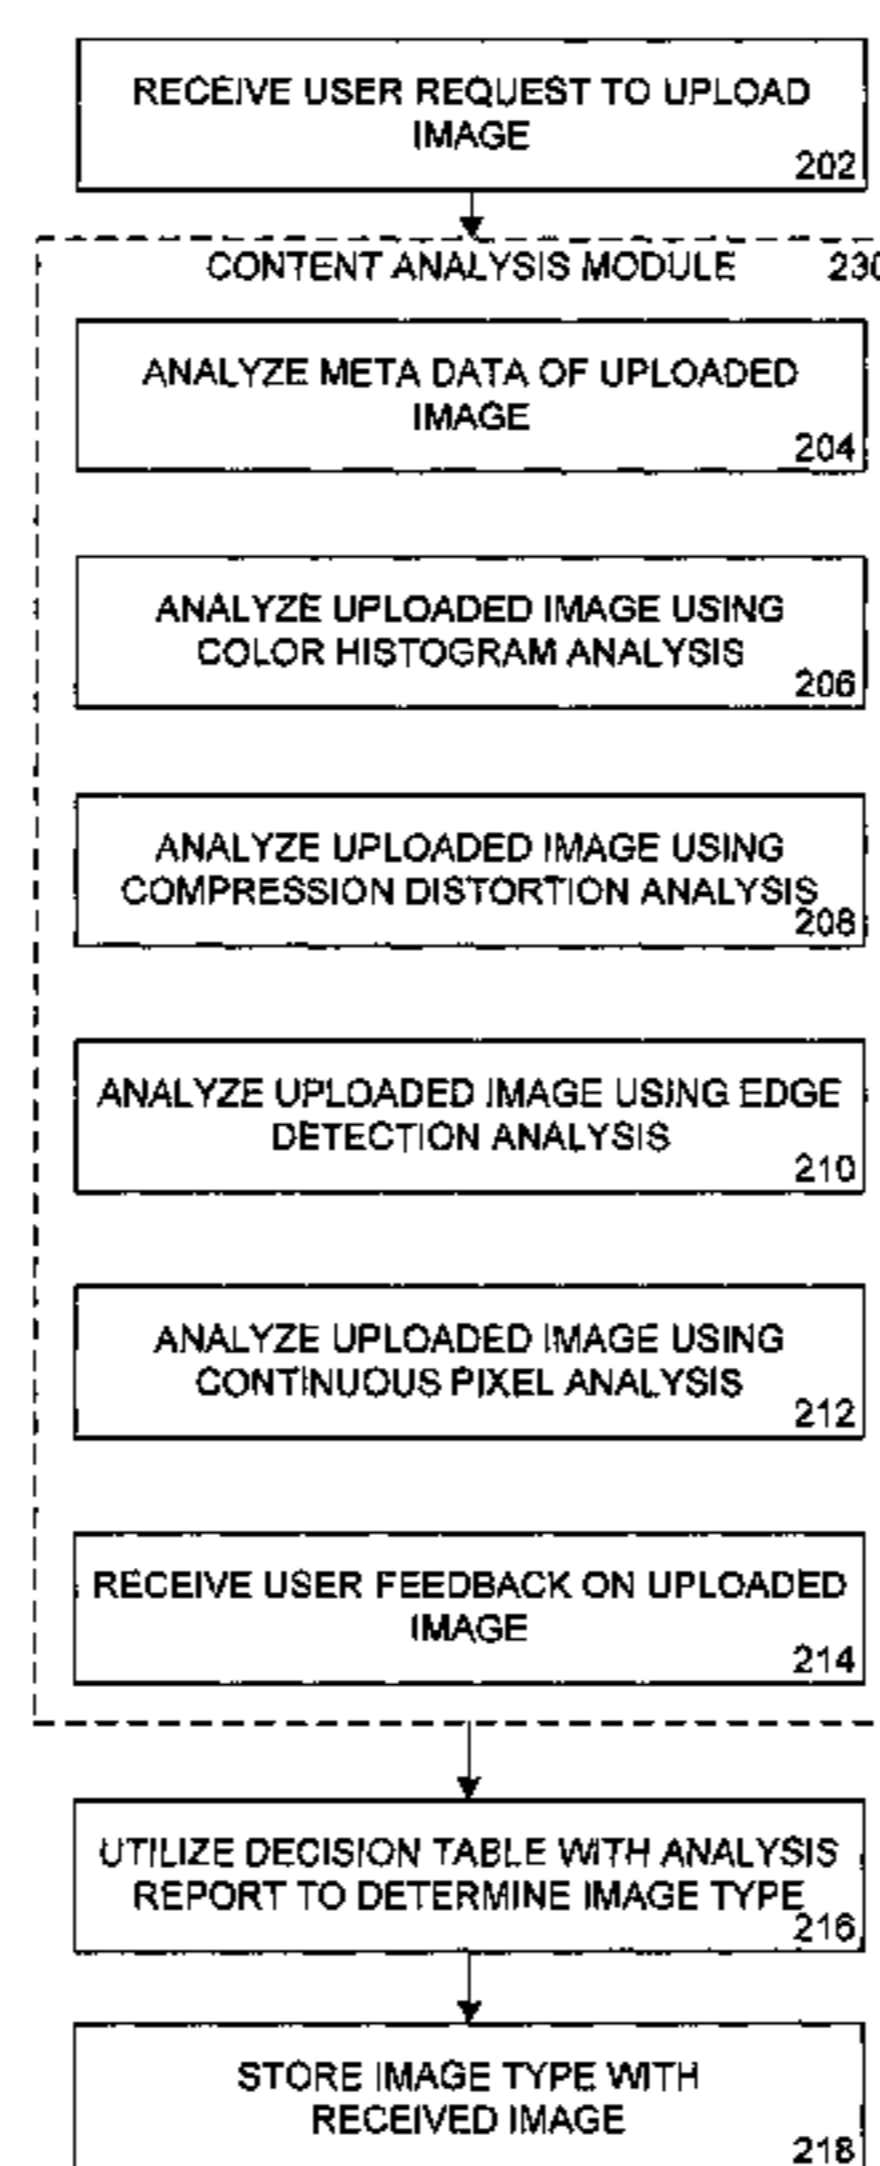 RECEIVE USER REQUEST TO UPLOAD
IMAGE
202
CONTENT ANALYSIS MODULE 230
ANALYZE META DATA OF UPLOADED
IMAGE
204
ANALYZE UPLOADED IMAGE USING
COLOR HISTOGRAM ANALYSIS
206
ANALYZE UPLOADED IMAGE USING
COMPRESSION DISTORTION ANALYSIS
208
ANALYZE UPLOADED IMAGE USING EDGE
DETECTION ANALYSIS
210
ANALYZE UPLOADED IMAGE USING
CONTINUOUS PIXEL ANALYSIS
212
RECEIVE USER FEEDBACK ON UPLOADED
IMAGE
214
UTILIZE DECISION TABLE WITH ANALYSIS
REPORT TO DETERMINE IMAGE TYPE
216
STORE IMAGE TYPE WITH
RECEIVED IMAGE
218